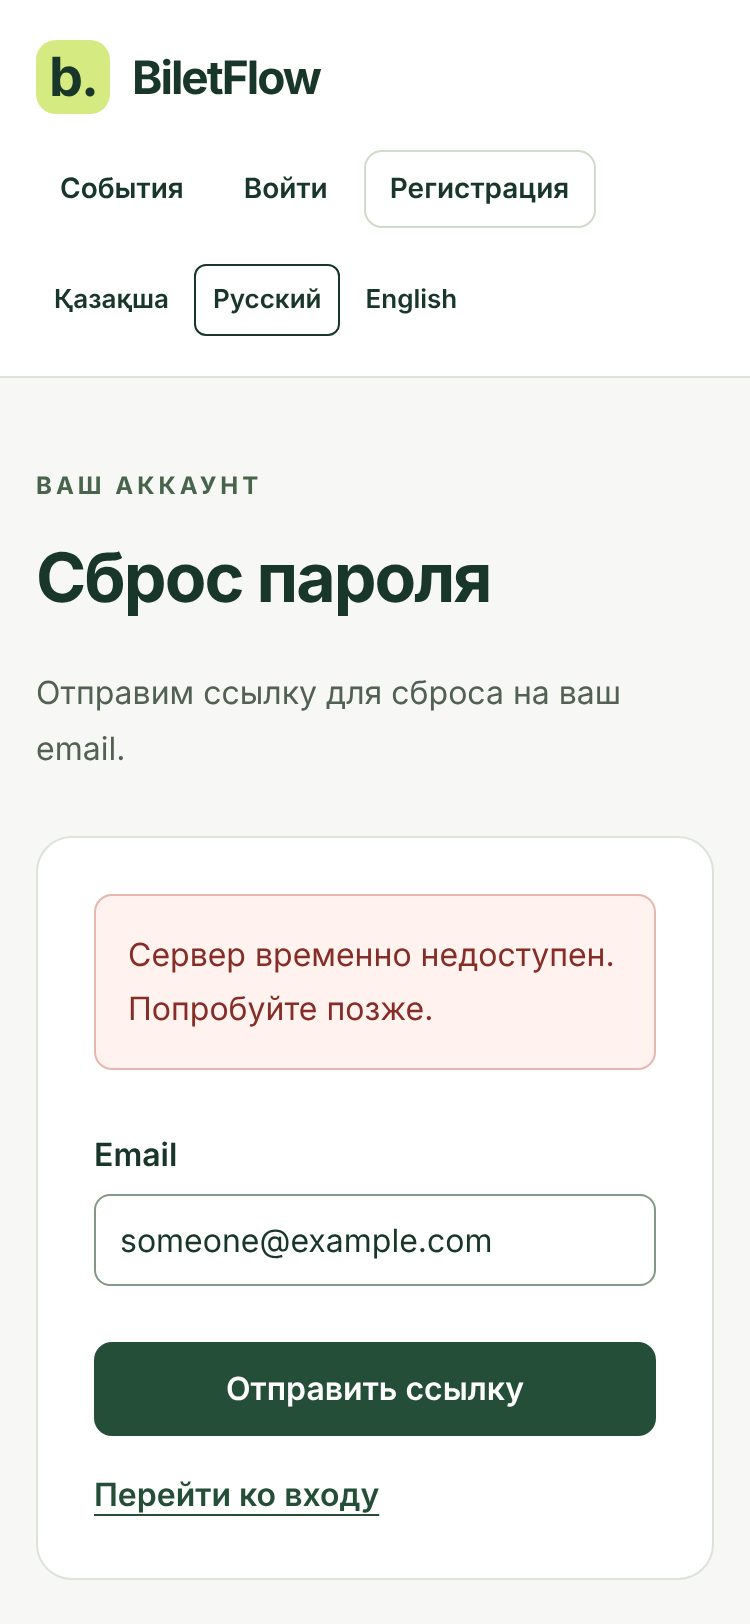 b. BiletFlow
События Войти Регистрация
Қазақша Русский English
ВАШ АККАУНТ
Сброс пароля
Отправим ссылку для сброса на ваш
email.
Сервер временно недоступен.
Попробуйте позже.
Email
someone@example.com
Отправить ссылку
Перейти ко входу